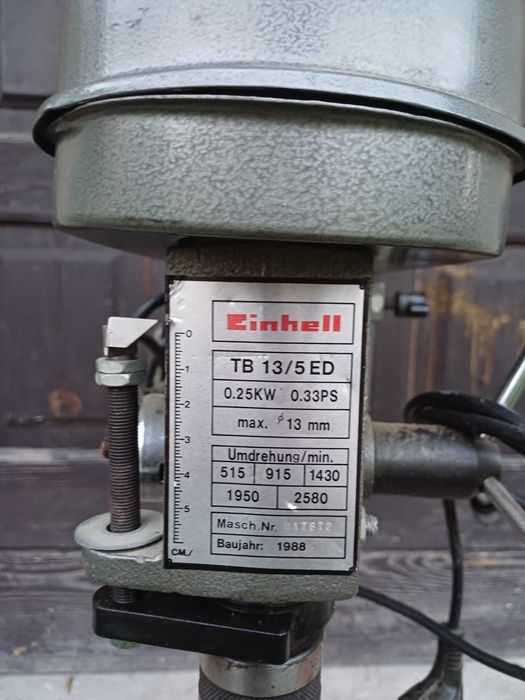 Einhell
TB 13/5 ED
0.25KW 0.33PS
max. ⌀ 13 mm
Umdrehung/min.
515 915 1430
1950 2580
Masch.Nr.
Baujahr: 1988
0
1
2
3
4
5
CM./